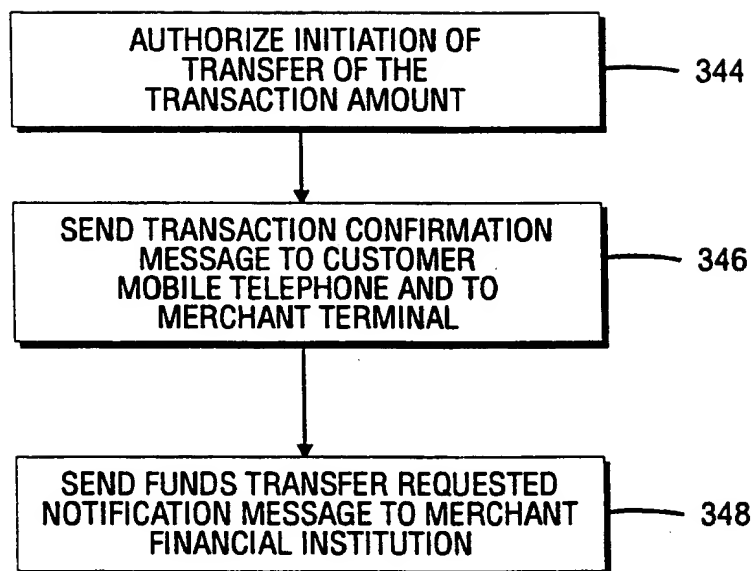 AUTHORIZE INITIATION OF
TRANSFER OF THE
TRANSACTION AMOUNT
344
SEND TRANSACTION CONFIRMATION
MESSAGE TO CUSTOMER
MOBILE TELEPHONE AND TO
MERCHANT TERMINAL
346
SEND FUNDS TRANSFER REQUESTED
NOTIFICATION MESSAGE TO MERCHANT
FINANCIAL INSTITUTION
348